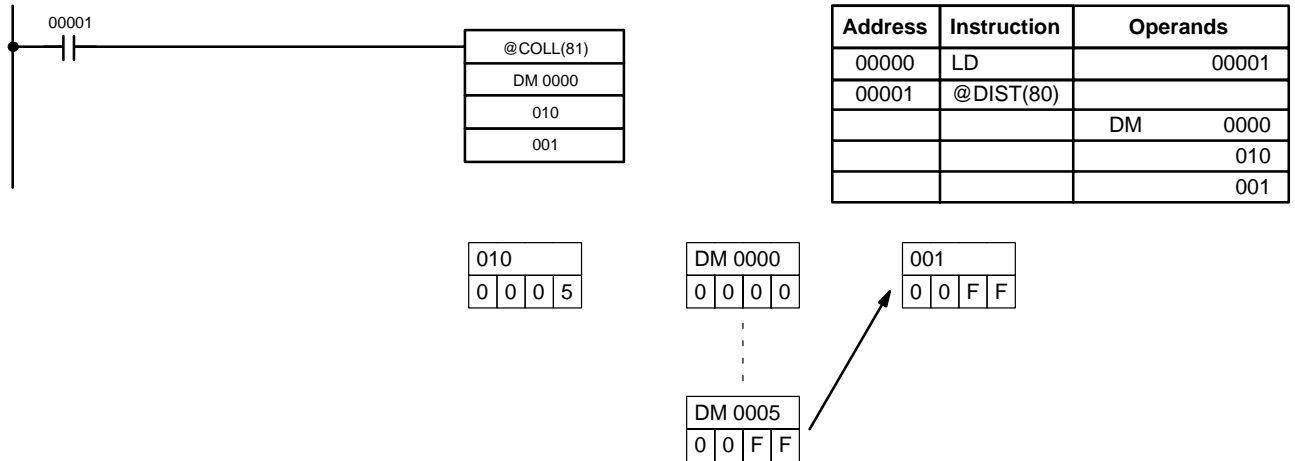 00001
@COLL(81)
DM 0000
010
001
Address Instruction Operands
00000 LD 00001
00001 @DIST(80)
DM 0000
010
001
010
0 0 0 5
DM 0000
0 0 0 0
001
0 0 F F
DM 0005
0 0 F F